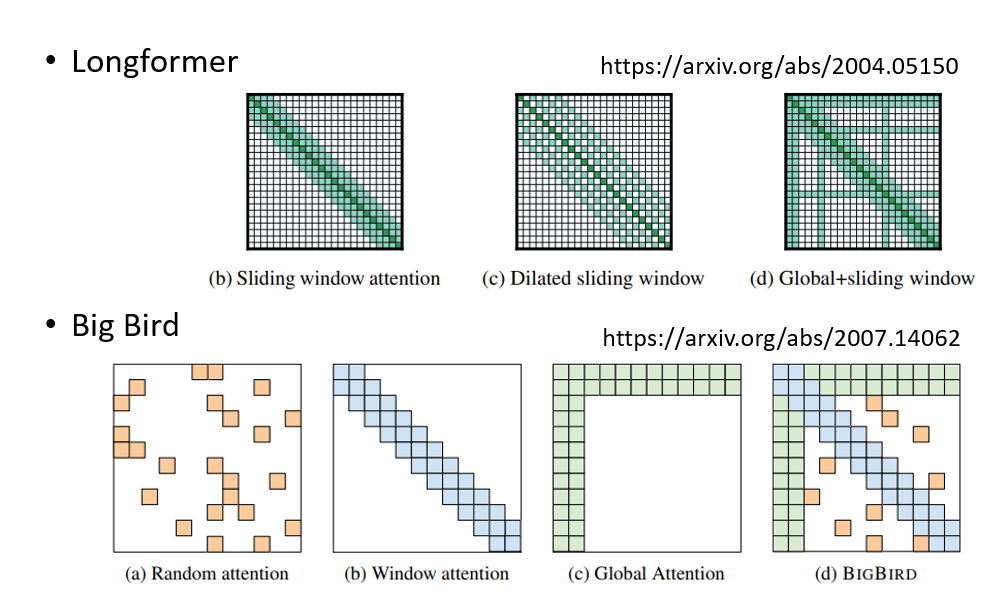 • Longformer
https://arxiv.org/abs/2004.05150
(b) Sliding window attention
(c) Dilated sliding window
(d) Global+sliding window
• Big Bird
https://arxiv.org/abs/2007.14062
(a) Random attention
(b) Window attention
(c) Global Attention
(d) BIGBIRD